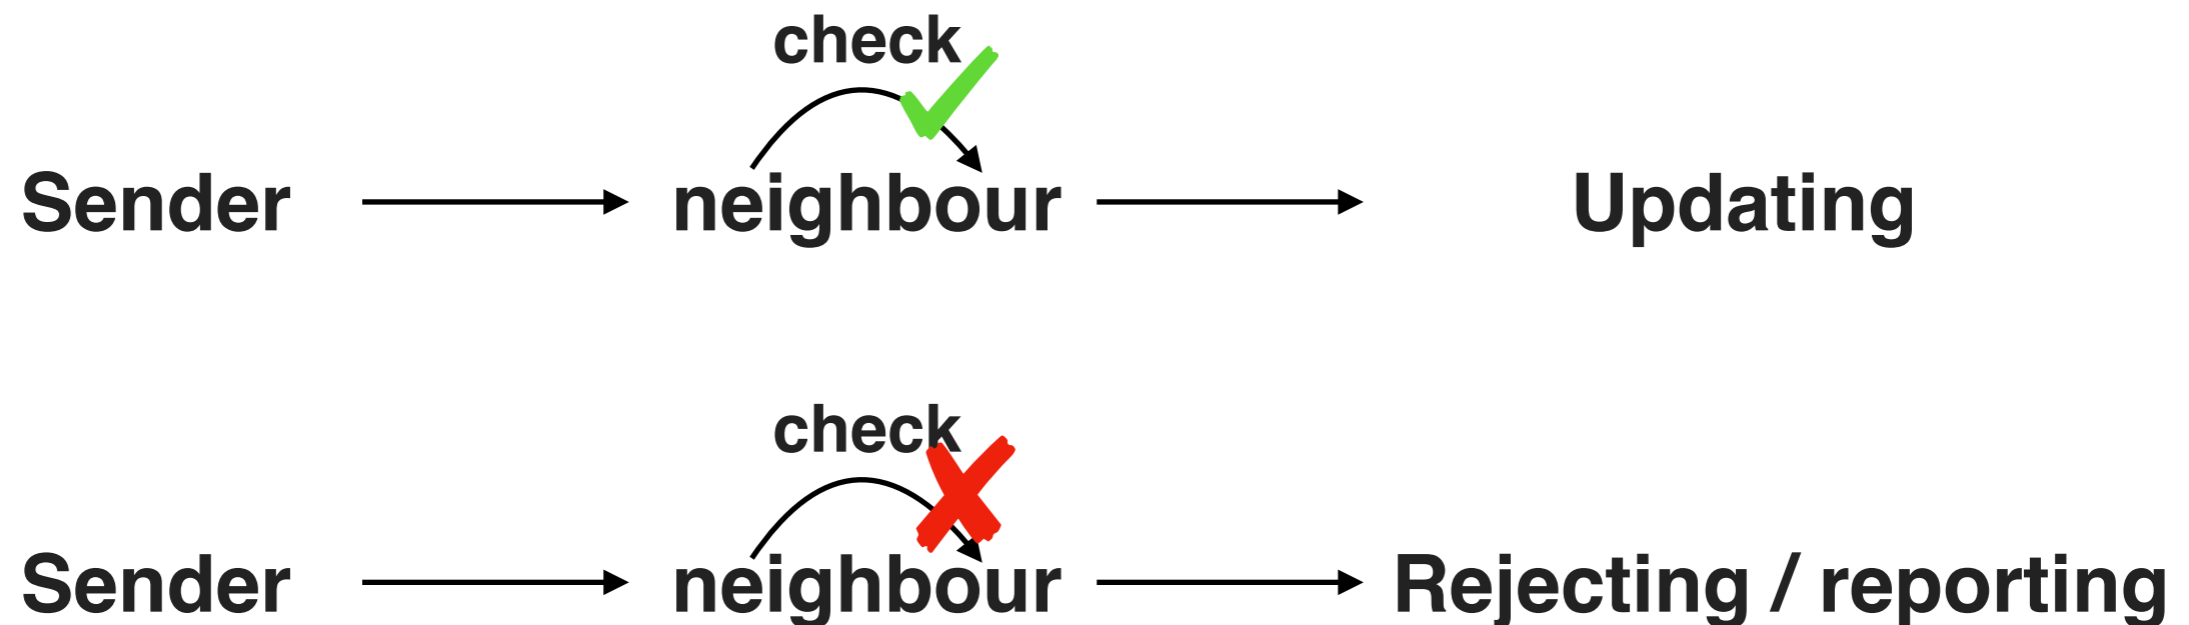 check
Sender neighbour Updating
check
Sender neighbour Rejecting / reporting